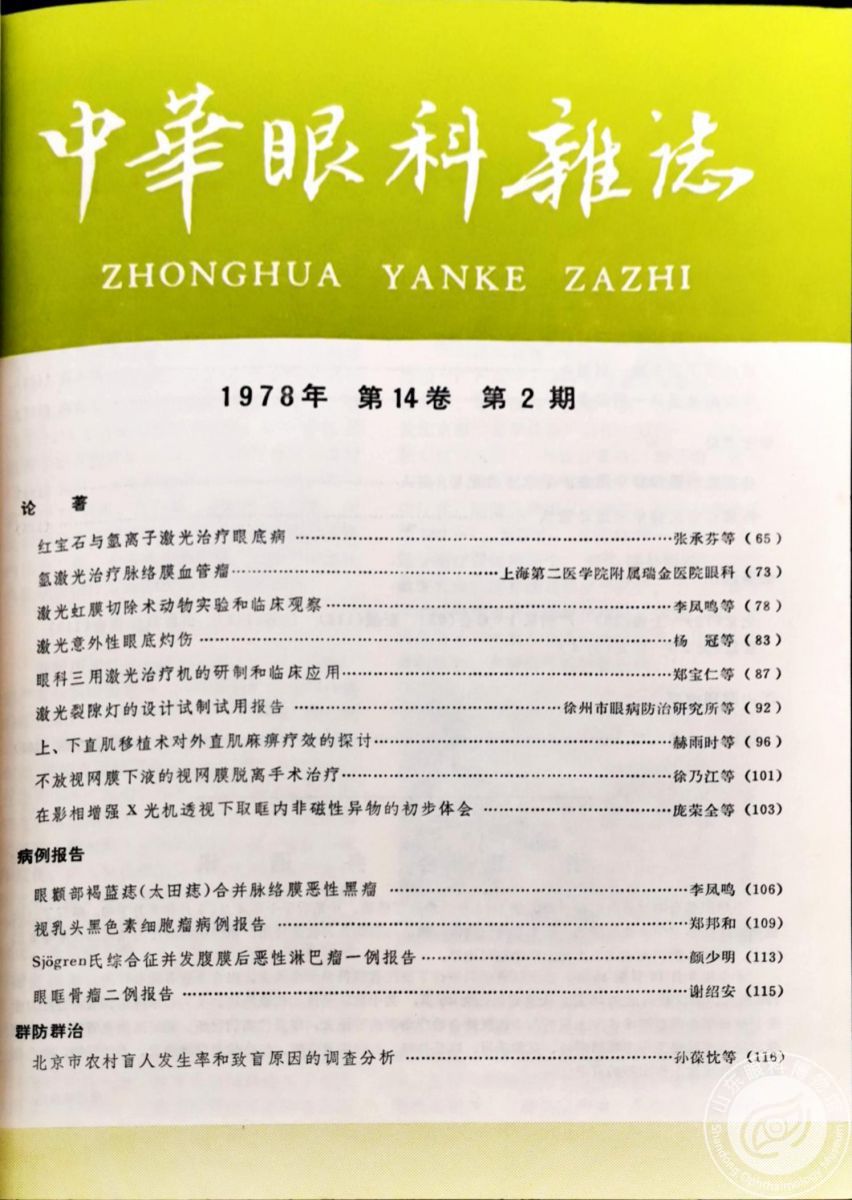 中華眼科雜誌
ZHONGHUA YANKE ZAZHI
1978年 第14卷 第2期
论 著
红宝石与氩离子激光治疗眼底病……张承芬等(65)
氩激光治疗脉络膜血管瘤……上海第二医学院附属瑞金医院眼科(73)
激光虹膜切除术动物实验和临床观察……李凤鸣等(78)
激光意外性眼底灼伤……杨 冠等(83)
眼科三用激光治疗机的研制和临床应用……郑宝仁等(87)
激光裂隙灯的设计试制试用报告……徐州市眼病防治研究所等(92)
上、下直肌移植术对外直肌麻痹疗效的探讨……赫雨时等(96)
不放视网膜下液的视网膜脱离手术治疗……徐乃江等(101)
在影相增强X光机透视下取眶内非磁性异物的初步体会……庞荣全等(103)
病例报告
眼颧部褐蓝痣(太田痣)合并脉络膜恶性黑瘤……李凤鸣(106)
视乳头黑色素细胞瘤病例报告……郑邦和(109)
Sjögren氏综合征并发腹膜后恶性淋巴瘤一例报告……颜少明(113)
眼眶骨瘤二例报告……谢绍安(115)
群防群治
北京市农村盲人发生率和致盲原因的调查分析……孙葆忱等(116)
山东眼科博物馆
Shandong Ophthalmology Museum